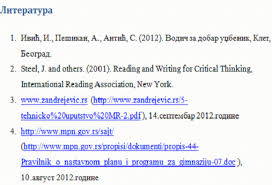 Литература
1. Ивић, И., Пешикан, А., Антић, С. (2012). Водич за добар уџбеник, Клет,
Београд.
2. Steel, J. and others. (2001). Reading and Writing for Critical Thinking,
International Reading Association, New York.
3. www.zandrejevic.rs (http://www.zandrejevic.rs/5-
tehnicko%20uputstvo%20MR-2.pdf), 14.септембар 2012.године
4. http://www.mpn.gov.rs/sajt/
(http://www.mpn.gov.rs/propisi/dokumenti/propis-44-
Pravilnik_o_nastavnom_planu_i_programu_za_gimnaziju-07.doc ),
10.август 2012.године